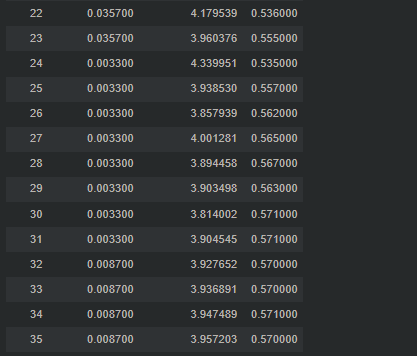 22 0.035700 4.179539 0.536000
23 0.035700 3.960376 0.555000
24 0.003300 4.339951 0.535000
25 0.003300 3.938530 0.557000
26 0.003300 3.857939 0.562000
27 0.003300 4.001281 0.565000
28 0.003300 3.894458 0.567000
29 0.003300 3.903498 0.563000
30 0.003300 3.814002 0.571000
31 0.003300 3.904545 0.571000
32 0.008700 3.927652 0.570000
33 0.008700 3.936891 0.570000
34 0.008700 3.947489 0.571000
35 0.008700 3.957203 0.570000